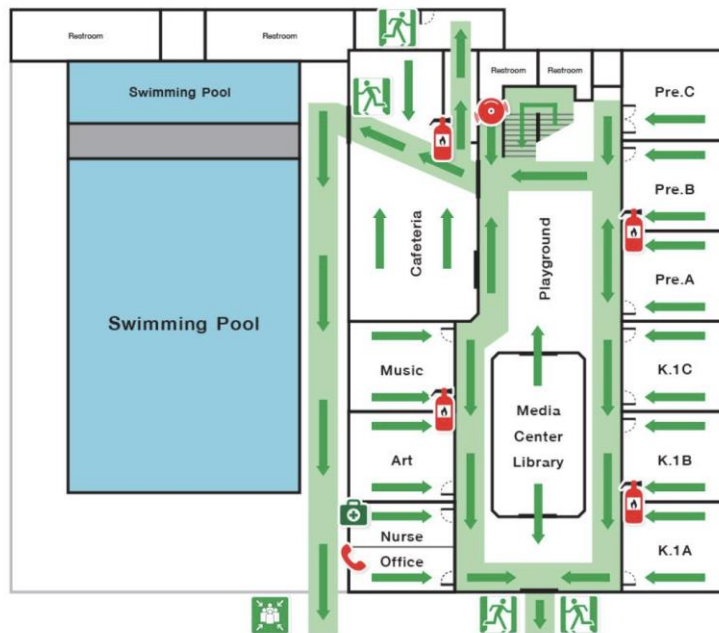 Restroom
Restroom
Swimming Pool
Restroom
Restroom
Pre.C
Pre.B
Cafeteria
Playground
Pre.A
Swimming Pool
Music
K.1C
Media
Center
Library
Art
K.1B
Nurse
Office
K.1A